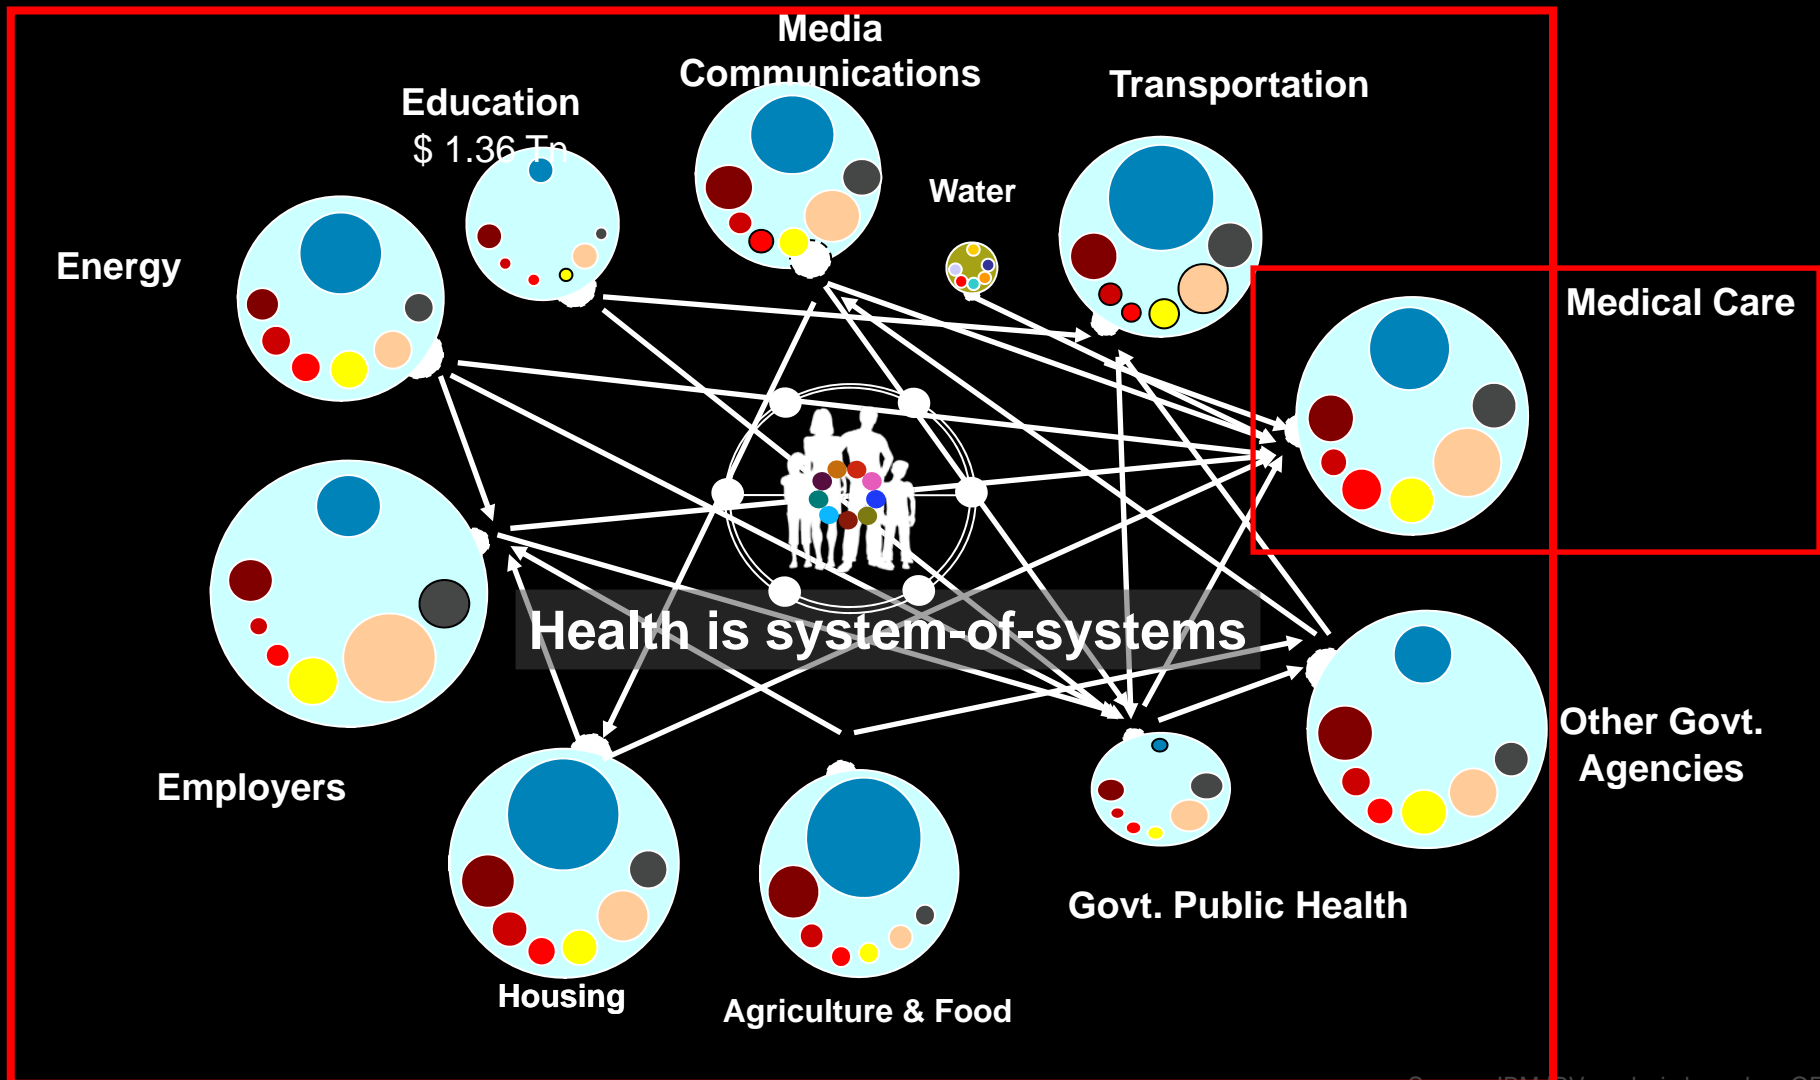 Media
Communications
Transportation
Education
$ 1.36 Tn
Water
Energy
Medical Care
Health is system-of-systems
Other Govt.
Agencies
Employers
Govt. Public Health
Housing
Agriculture & Food